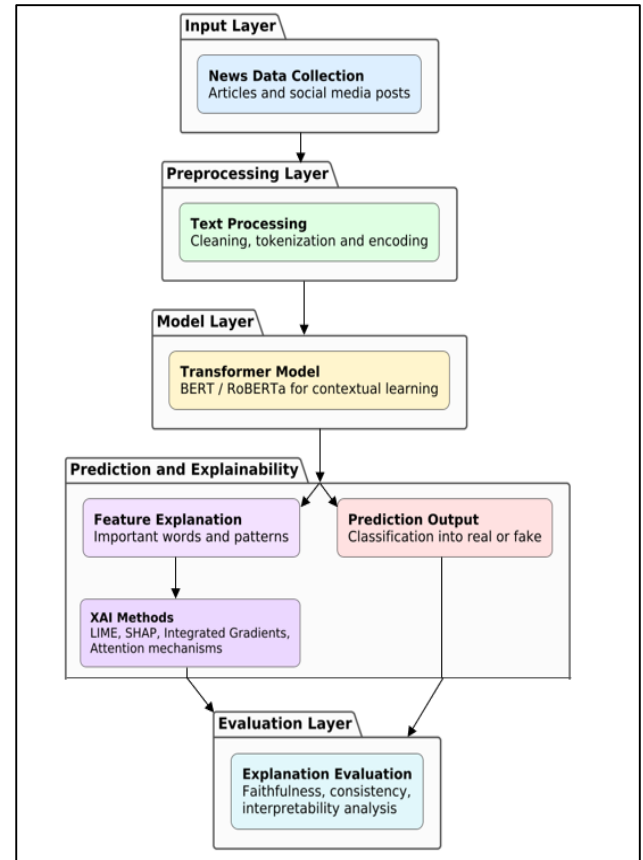 Input Layer
News Data Collection
Articles and social media posts
Preprocessing Layer
Text Processing
Cleaning, tokenization and encoding
Model Layer
Transformer Model
BERT / RoBERTa for contextual learning
Prediction and Explainability
Feature Explanation
Important words and patterns
Prediction Output
Classification into real or fake
XAI Methods
LIME, SHAP, Integrated Gradients,
Attention mechanisms
Evaluation Layer
Explanation Evaluation
Faithfulness, consistency,
interpretability analysis